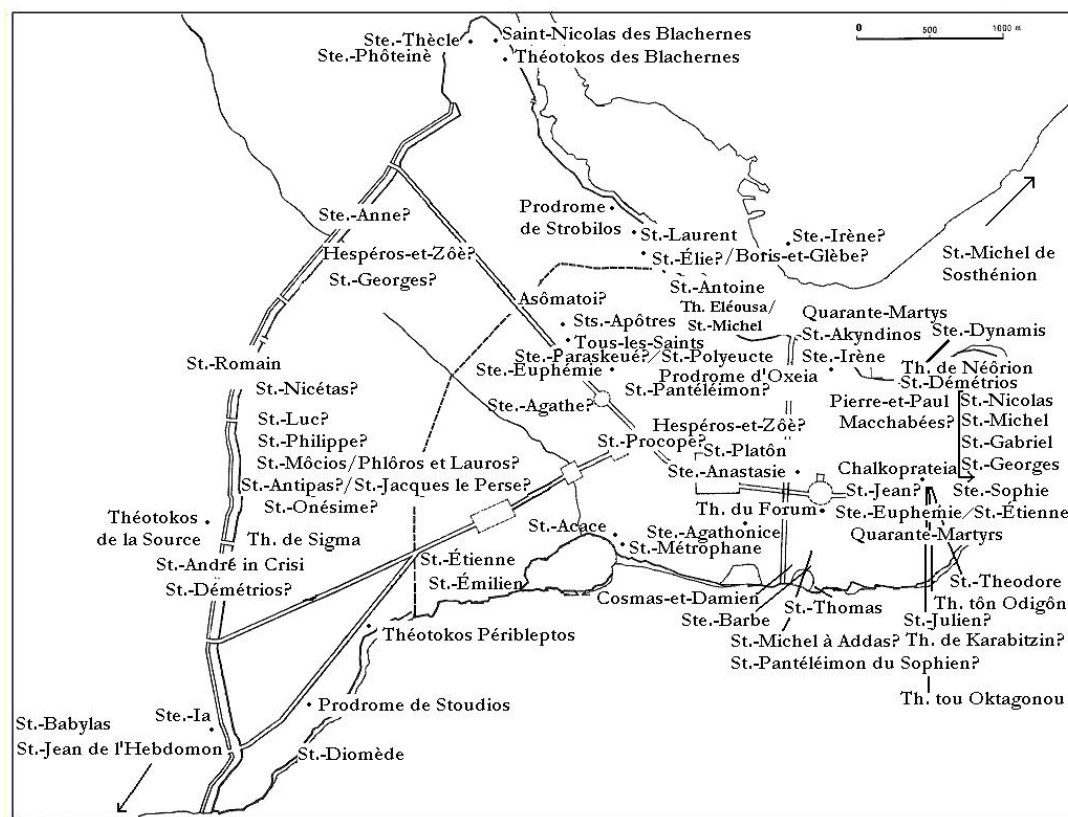 0 500 1000 m
Saint-Nicolas des Blachernes
Ste.-Thècle
Ste.-Phôteinè
Théotokos des Blachernes
Prodrome
de Strobilos
Ste.-Anne?
St.-Laurent
Ste.-Irène?
Hespéros-et-Zôè?
St.-Élie?/Boris-et-Glèbe?
St.-Michel de
Sosthénion
St.-Georges?
St.-Antoine
Asômatoi?
Th. Eléousa/
St.-Michel
Quarante-Martys
Sts.-Apôtres
St.-Akyndinos
Ste.-Dynamis
Tous-les-Saints
St.-Romain
Ste.-Paraskeué?
St.-Polyeucte
Ste.-Irène
Th. de Néôrion
Ste.-Euphémie
Prodrome d'Oxeia
St.-Démétrios
St.-Nicétas?
St.-Pantéléimon?
Pierre-et-Paul
St.-Nicolas
Ste.-Agathe?
Macchabées?
St.-Luc?
Hespéros-et-Zôè?
St.-Michel
St.-Philippe?
St.-Procope?
St.-Platôn
St.-Gabriel
St.-Môcios/Phlôros et Lauros?
Ste.-Anastasie
Chalkoprateia
St.-Georges
St.-Antipas?/St.-Jacques le Perse?
St.-Jean?
Ste.-Sophie
St.-Onésime?
Th. du Forum
Ste.-Euphemie
St.-Étienne
Théotokos
de la Source
St.-Acace
Ste.-Agathonice
Quarante-Martyrs
Th. de Sigma
St.-Métrophane
St.-André in Crisi
St.-Étienne
St.-Démétrios?
St.-Émilien
St.-Theodore
Cosmas-et-Damien
St.-Thomas
Th. tôn Odigôn
Ste.-Barbe
St.-Julien?
Théotokos Péribleptos
St.-Michel à Addas?
Th. de Karabitzin?
St.-Pantéléimon du Sophien?
Th. tou Oktagonou
Prodrome de Stoudios
Ste.-Ia
St.-Babylas
St.-Jean de l'Hebdomon
St.-Diomède